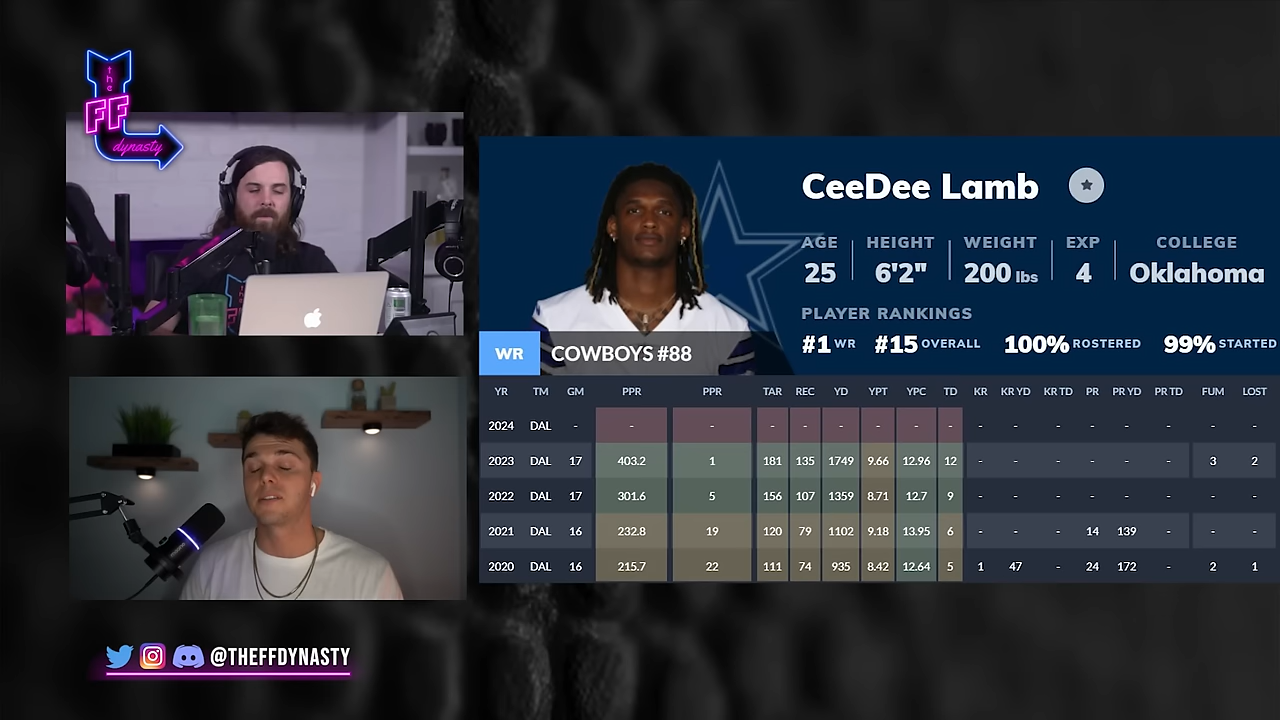 the
FF
dynasty
CeeDee Lamb
AGE HEIGHT WEIGHT EXP COLLEGE
25 6'2" 200 lbs 4 Oklahoma
PLAYER RANKINGS
#1 WR #15 OVERALL 100% ROSTERED 99% STARTED
WR COWBOYS #88
YR TM GM PPR PPR TAR REC YD YPT YPC TD KR KR YD KR TD PR PR YD PR TD FUM LOST
2024 DAL - - - - - - - - - - - - - - - - -
2023 DAL 17 403.2 1 181 135 1749 9.66 12.96 12 - - - - - - 3 2
2022 DAL 17 301.6 5 156 107 1359 8.71 12.7 9 - - - - - - - -
2021 DAL 16 232.8 19 120 79 1102 9.18 13.95 6 - - - 14 139 - - -
2020 DAL 16 215.7 22 111 74 935 8.42 12.64 5 1 47 - 24 172 - 2 1
@THEFFDYNASTY